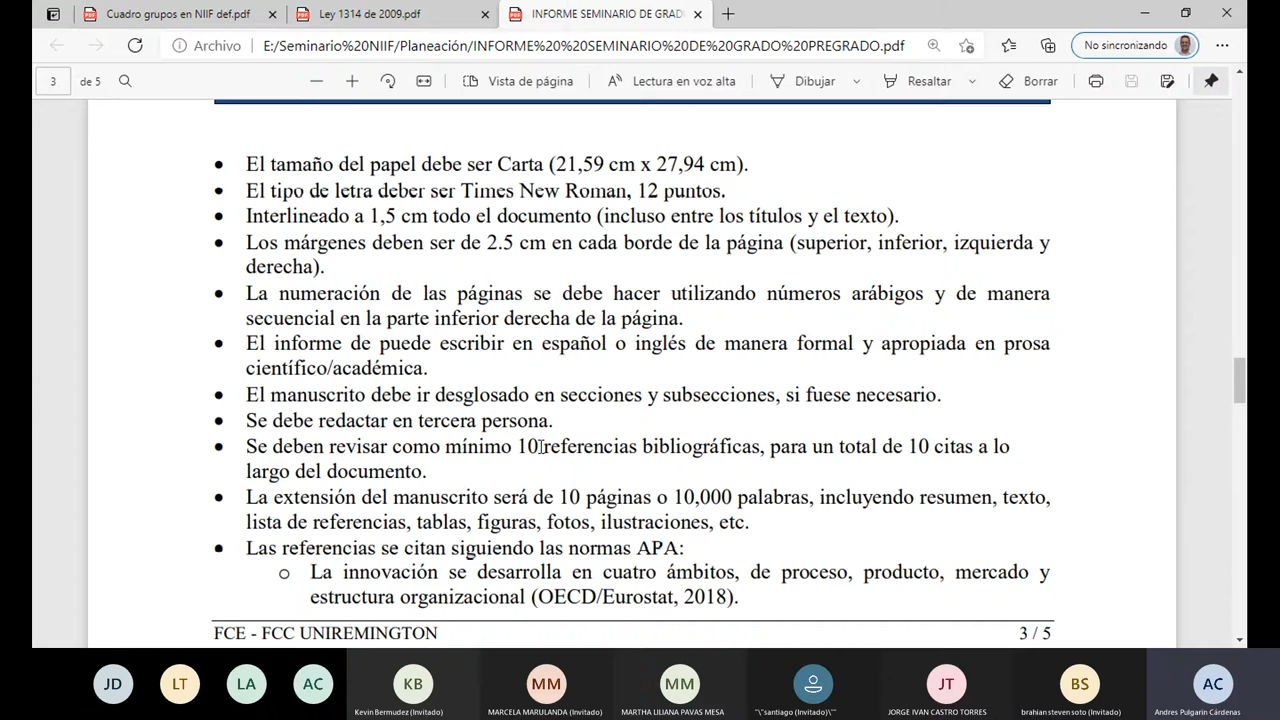 Cuadro grupos en NIIF def.pdf
Ley 1314 de 2009.pdf
INFORME SEMINARIO DE GRAD
Archivo
E:/Seminario%20NIIF/Planeación/INFORME%20%20SEMINARIO%20DE%20GRADO%20PREGRADO.pdf
No sincronizando
3 de 5
Vista de página
Lectura en voz alta
Dibujar
Resaltar
Borrar
• El tamaño del papel debe ser Carta (21,59 cm x 27,94 cm).
• El tipo de letra deber ser Times New Roman, 12 puntos.
• Interlineado a 1,5 cm todo el documento (incluso entre los títulos y el texto).
• Los márgenes deben ser de 2.5 cm en cada borde de la página (superior, inferior, izquierda y
derecha).
• La numeración de las páginas se debe hacer utilizando números arábigos y de manera
secuencial en la parte inferior derecha de la página.
• El informe de puede escribir en español o inglés de manera formal y apropiada en prosa
científico/académica.
• El manuscrito debe ir desglosado en secciones y subsecciones, si fuese necesario.
• Se debe redactar en tercera persona.
• Se deben revisar como mínimo 10 referencias bibliográficas, para un total de 10 citas a lo
largo del documento.
• La extensión del manuscrito será de 10 páginas o 10,000 palabras, incluyendo resumen, texto,
lista de referencias, tablas, figuras, fotos, ilustraciones, etc.
• Las referencias se citan siguiendo las normas APA:
o La innovación se desarrolla en cuatro ámbitos, de proceso, producto, mercado y
estructura organizacional (OECD/Eurostat, 2018).
FCE - FCC UNIREMINGTON
3 / 5
JD
LT
LA
AC
KB
MM
MM
JT
BS
AC
Kevin Bermudez (Invitado)
MARCELA MARULANDA (Invitado)
MARTHA LILIANA PAVAS MESA
"\"santiago (Invitado)\""
JORGE IVAN CASTRO TORRES
brahian steven soto (Invitado)
Andres Pulgarin Cárdenas